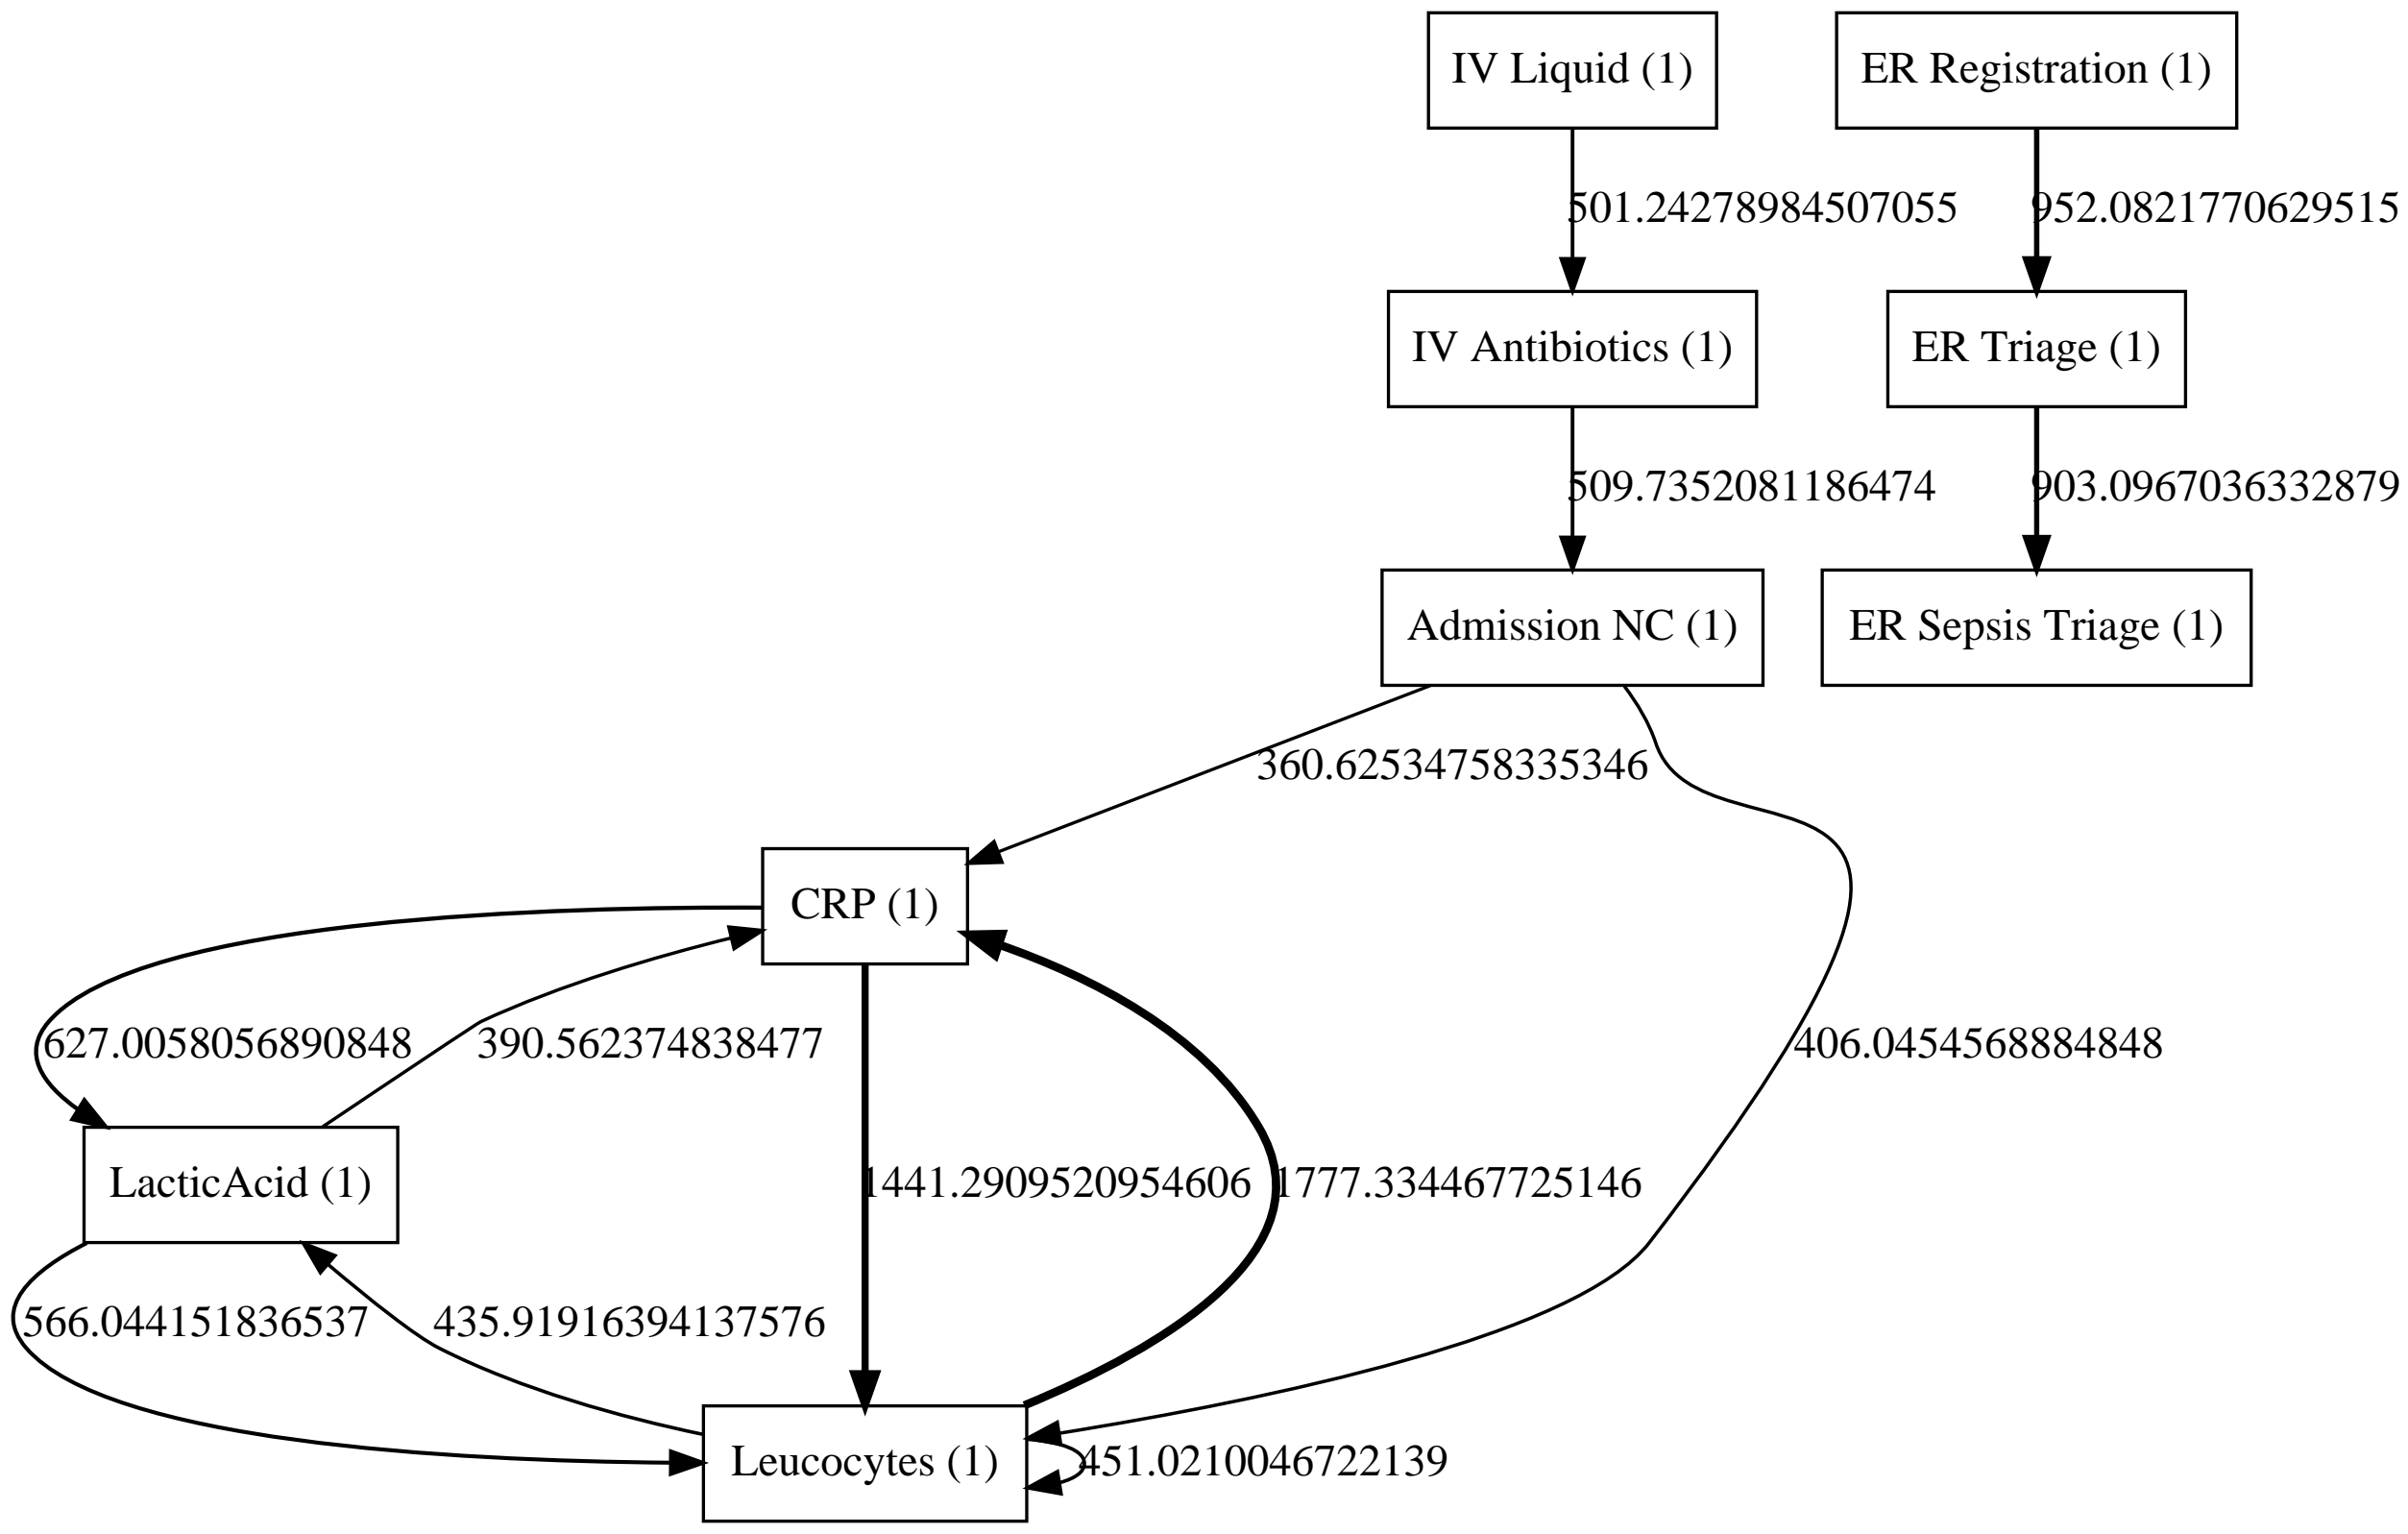 IV Liquid (1)
ER Registration (1)
501.24278984507055
952.0821770629515
IV Antibiotics (1)
ER Triage (1)
509.7352081186474
903.0967036332879
Admission NC (1)
ER Sepsis Triage (1)
360.62534758335346
CRP (1)
627.0058056890848
390.562374838477
406.0454568884848
LacticAcid (1)
1441.2909520954606
1777.334467725146
566.044151836537
435.91916394137576
Leucocytes (1)
451.0210046722139